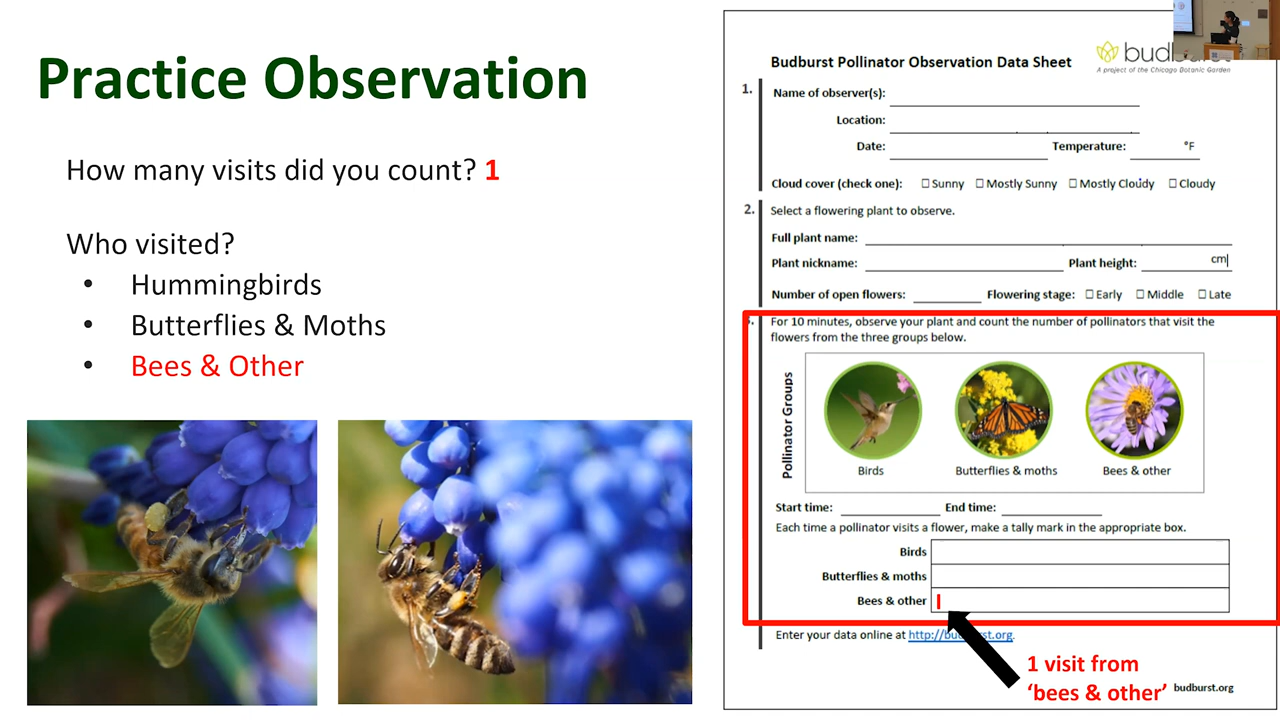 Practice Observation
How many visits did you count? 1
Who visited?
• Hummingbirds
• Butterflies & Moths
• Bees & Other
Budburst Pollinator Observation Data Sheet
A project of the Chicago Botanic Garden
1.
Name of observer(s):
Location:
Date: Temperature: °F
Cloud cover (check one): □ Sunny □ Mostly Sunny □ Mostly Cloudy □ Cloudy
2. Select a flowering plant to observe.
Full plant name:
Plant nickname: Plant height: cm
Number of open flowers: Flowering stage: □ Early □ Middle □ Late
For 10 minutes, observe your plant and count the number of pollinators that visit the
flowers from the three groups below.
Pollinator Groups
Birds Butterflies & moths Bees & other
Start time: End time:
Each time a pollinator visits a flower, make a tally mark in the appropriate box.
Birds
Butterflies & moths
Bees & other |
Enter your data online at http://budburst.org.
1 visit from
‘bees & other’
budburst.org